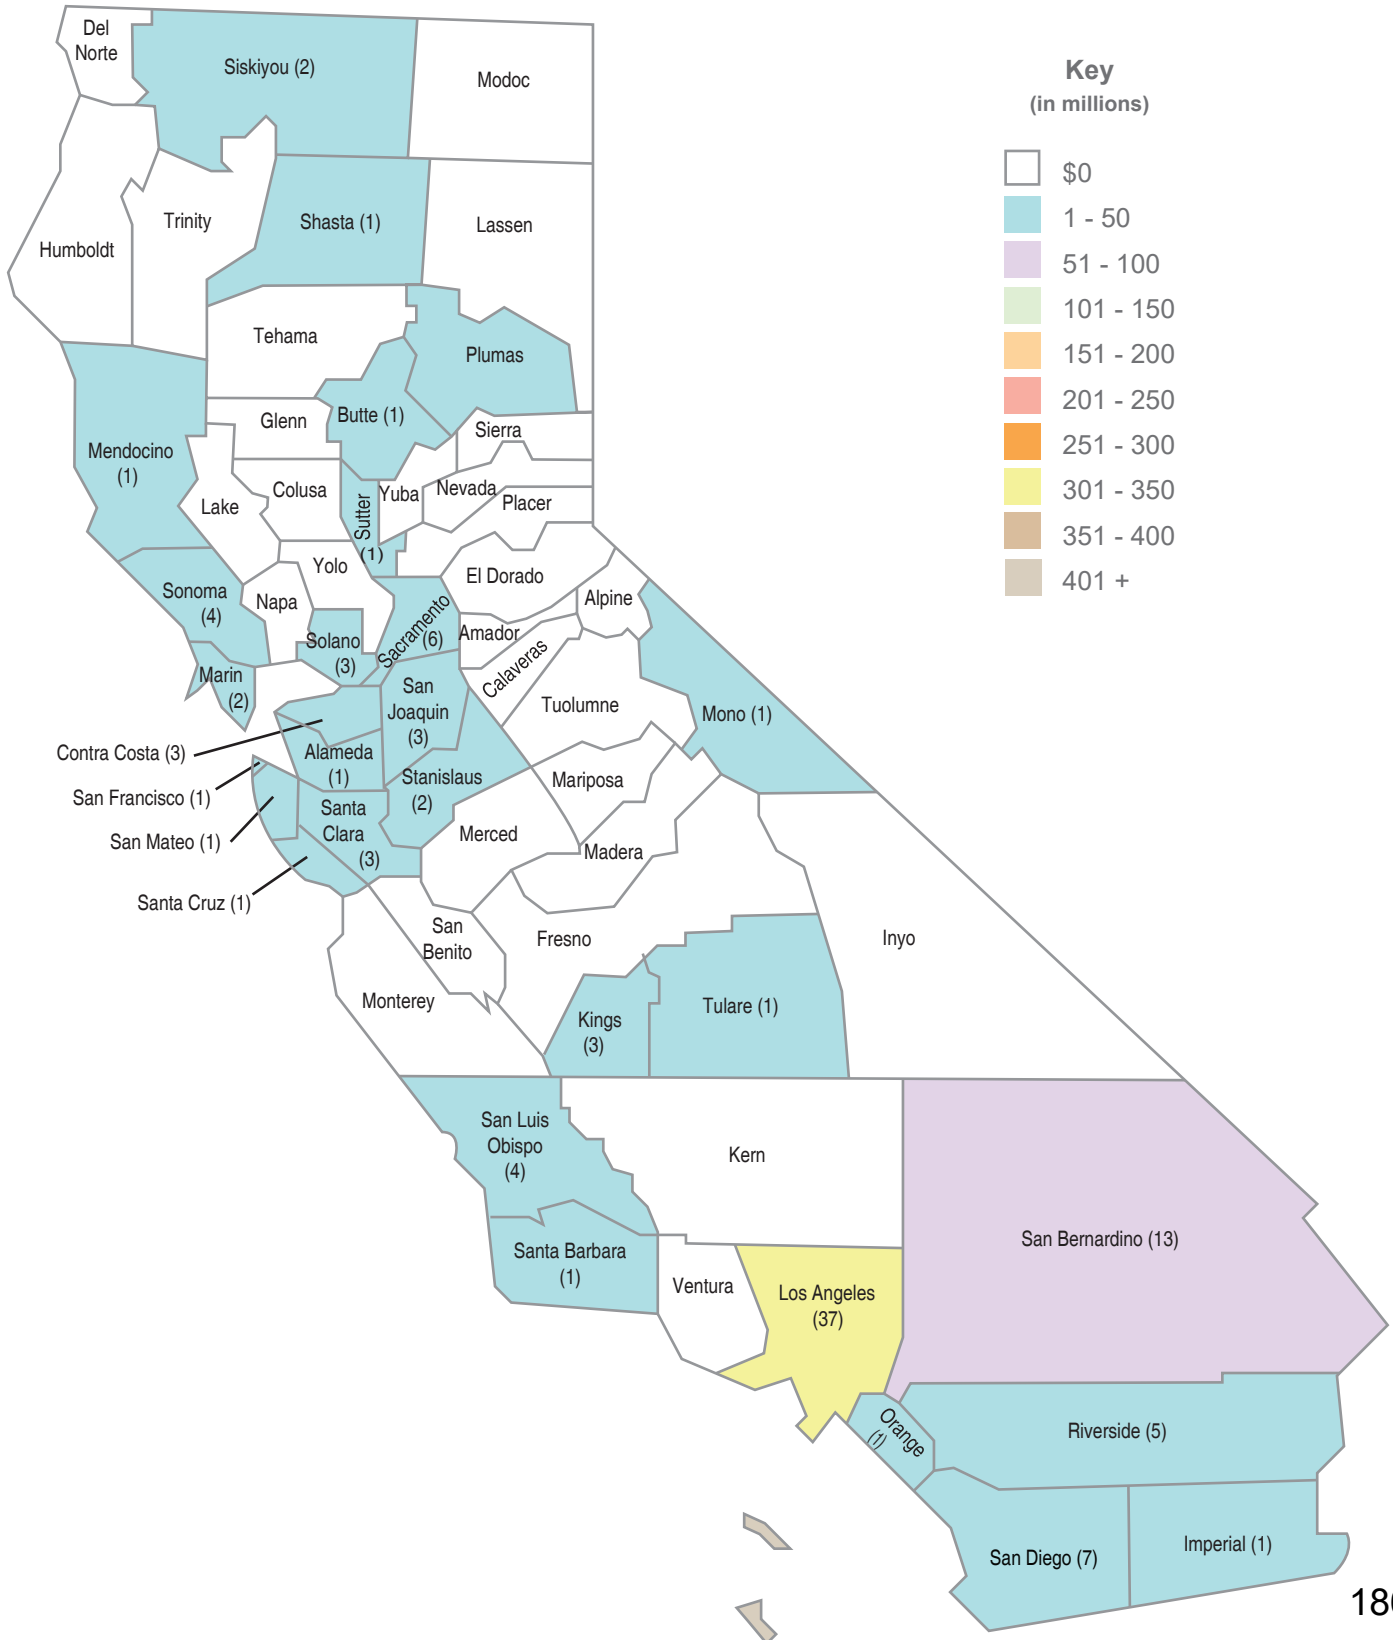 Del
Norte
Siskiyou (2)
Modoc
Key
(in millions)
$0
1 - 50
51 - 100
101 - 150
151 - 200
201 - 250
251 - 300
301 - 350
351 - 400
401 +
Humboldt
Trinity
Shasta (1)
Lassen
Tehama
Plumas
Mendocino
(1)
Glenn
Butte (1)
Sierra
Lake
Colusa
Sutter
(1)
Yuba
Nevada
Placer
Sonoma
(4)
Napa
Yolo
El Dorado
Alpine
Marin
(2)
Solano
(3)
Sacramento
(6)
Amador
Calaveras
San
Joaquin
(3)
Tuolumne
Mono (1)
Contra Costa (3)
Alameda
(1)
Stanislaus
(2)
Mariposa
San Francisco (1)
San Mateo (1)
Santa
Clara
(3)
Merced
Madera
Santa Cruz (1)
San
Benito
Fresno
Inyo
Monterey
Kings
(3)
Tulare (1)
San Luis
Obispo
(4)
Kern
Santa Barbara
(1)
Ventura
Los Angeles
(37)
San Bernardino (13)
Orange
(1)
Riverside (5)
San Diego (7)
Imperial (1)